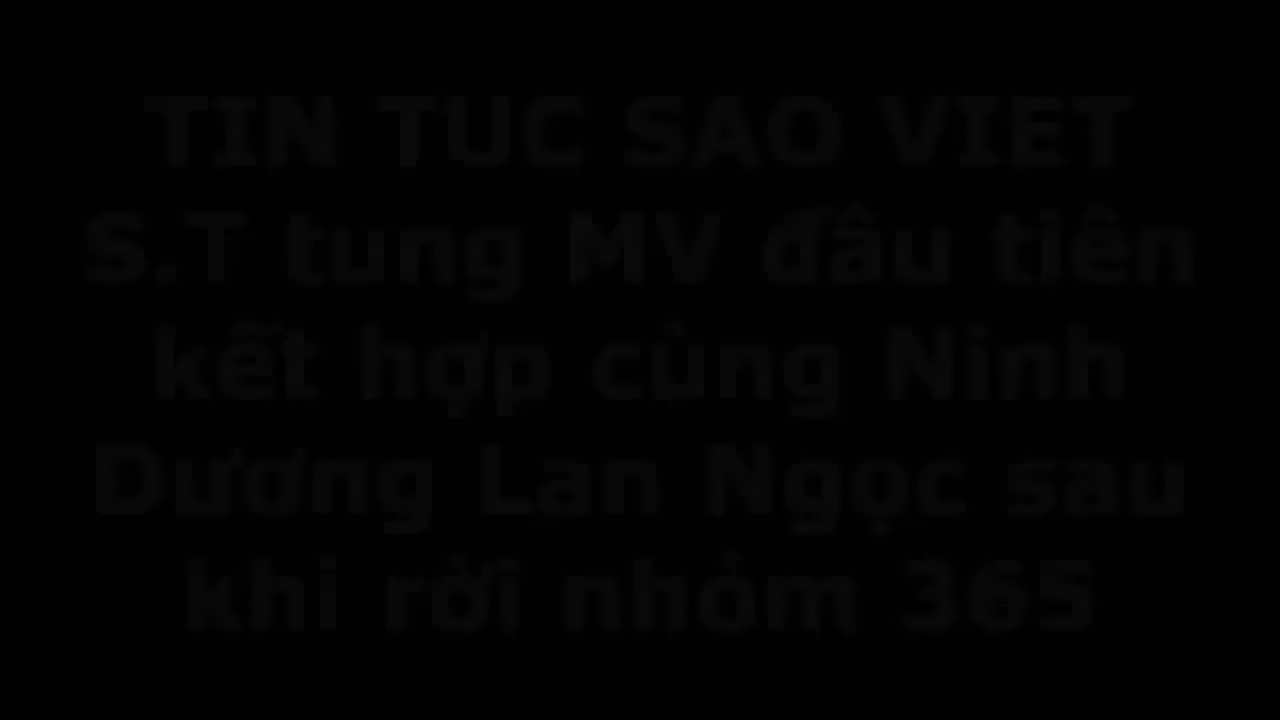 TIN TUC SAO VIET
S.T tung MV đầu tiên
kết hợp cùng Ninh
Dương Lan Ngọc sau
khi rời nhóm 365